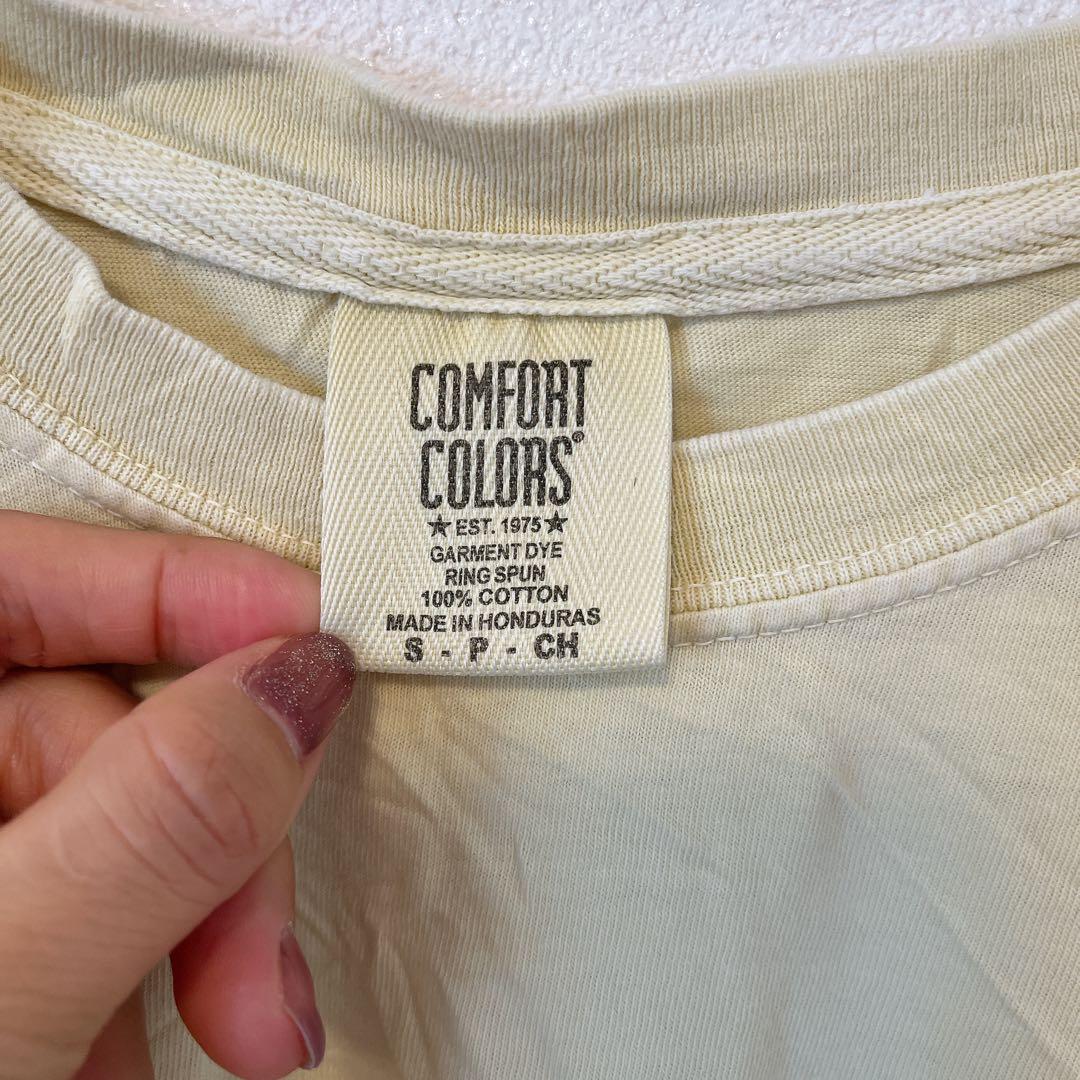 COMFORT
COLORS®
★ EST. 1975 ★
GARMENT DYE
RING SPUN
100% COTTON
MADE IN HONDURAS
S - P - CH